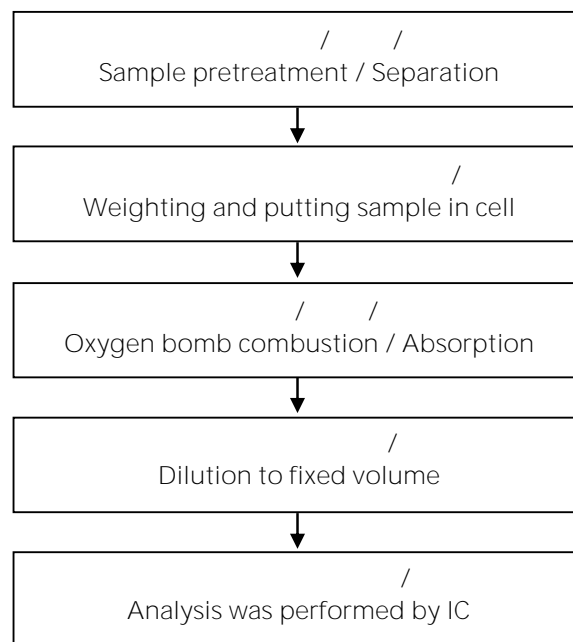 / /
Sample pretreatment / Separation
/
Weighting and putting sample in cell
/ /
Oxygen bomb combustion / Absorption
/
Dilution to fixed volume
/
Analysis was performed by IC